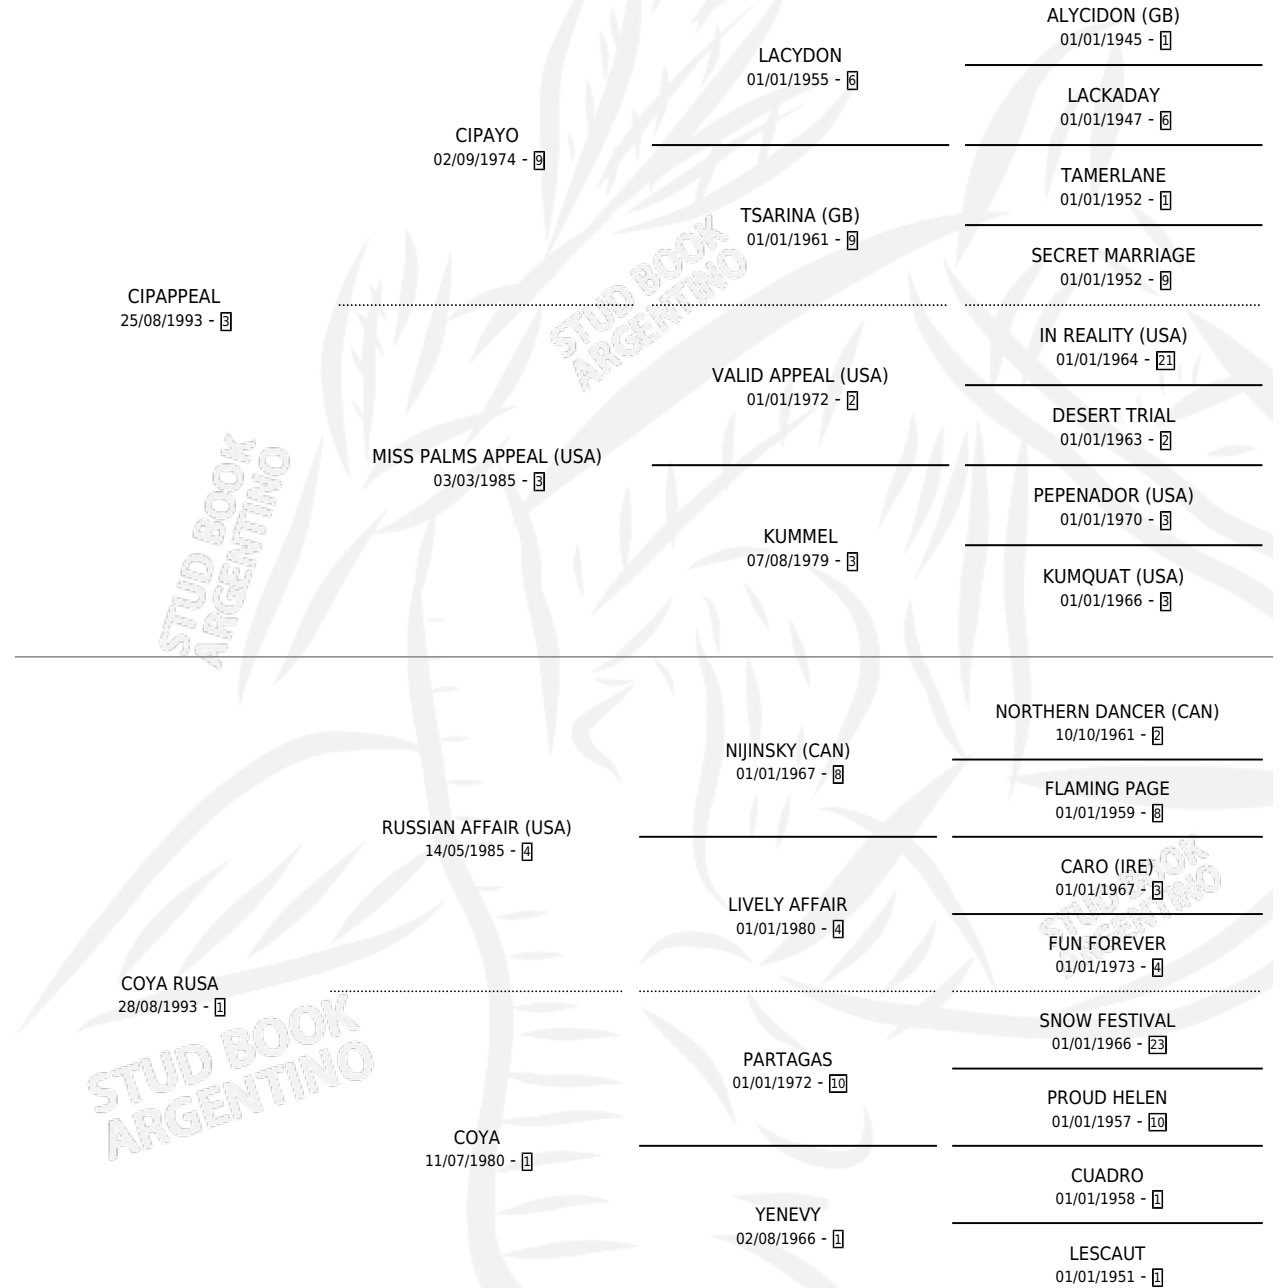 ALYCIDON (GB)
01/01/1945 - 1
LACYDON
01/01/1955 - 6
LACKADAY
01/01/1947 - 6
CIPAYO
02/09/1974 - 9
TAMERLANE
01/01/1952 - 1
TSARINA (GB)
01/01/1961 - 9
SECRET MARRIAGE
01/01/1952 - 9
CIPAPPEAL
25/08/1993 - 3
STUD BOOK
ARGENTINO
IN REALITY (USA)
01/01/1964 - 21
VALID APPEAL (USA)
01/01/1972 - 2
DESERT TRIAL
01/01/1963 - 2
MISS PALMS APPEAL (USA)
03/03/1985 - 3
PEPENADOR (USA)
01/01/1970 - 3
KUMMEL
07/08/1979 - 3
KUMQUAT (USA)
01/01/1966 - 3
STUD BOOK
ARGENTINO
NORTHERN DANCER (CAN)
10/10/1961 - 2
NIJINSKY (CAN)
01/01/1967 - 8
FLAMING PAGE
01/01/1959 - 8
RUSSIAN AFFAIR (USA)
14/05/1985 - 4
CARO (IRE)
01/01/1967 - 3
LIVELY AFFAIR
01/01/1980 - 4
FUN FOREVER
01/01/1973 - 4
STUD BOOK
ARGENTINO
COYA RUSA
28/08/1993 - 1
SNOW FESTIVAL
01/01/1966 - 23
PARTAGAS
01/01/1972 - 10
PROUD HELEN
01/01/1957 - 10
STUD BOOK
ARGENTINO
COYA
11/07/1980 - 1
CUADRO
01/01/1958 - 1
YENEVY
02/08/1966 - 1
LESCAUT
01/01/1951 - 1